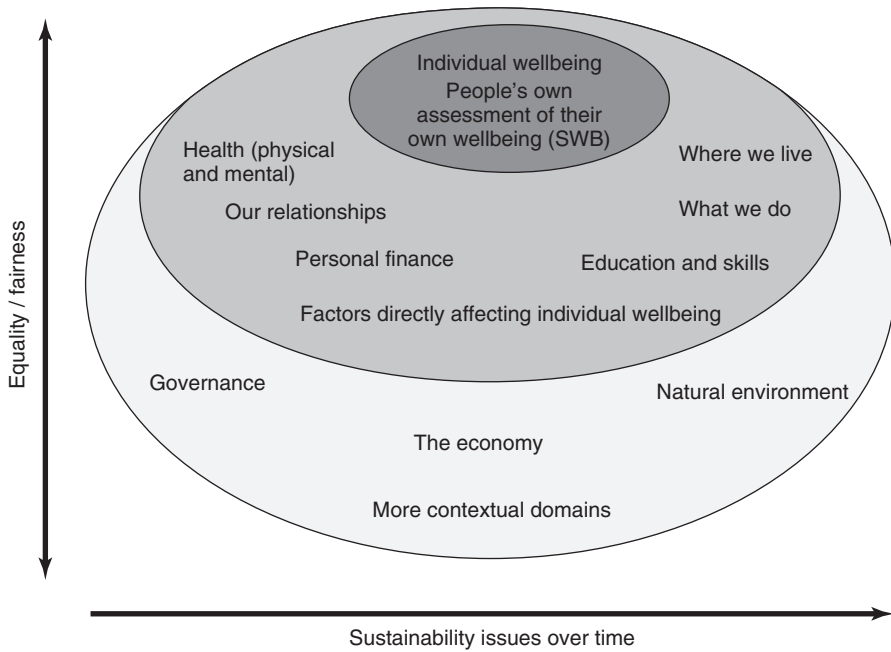 Individual wellbeing
People’s own
assessment of their
own wellbeing (SWB)
Health (physical
and mental)
Where we live
Our relationships
What we do
Personal finance
Education and skills
Factors directly affecting individual wellbeing
Governance
Natural environment
The economy
More contextual domains
Equality / fairness
Sustainability issues over time